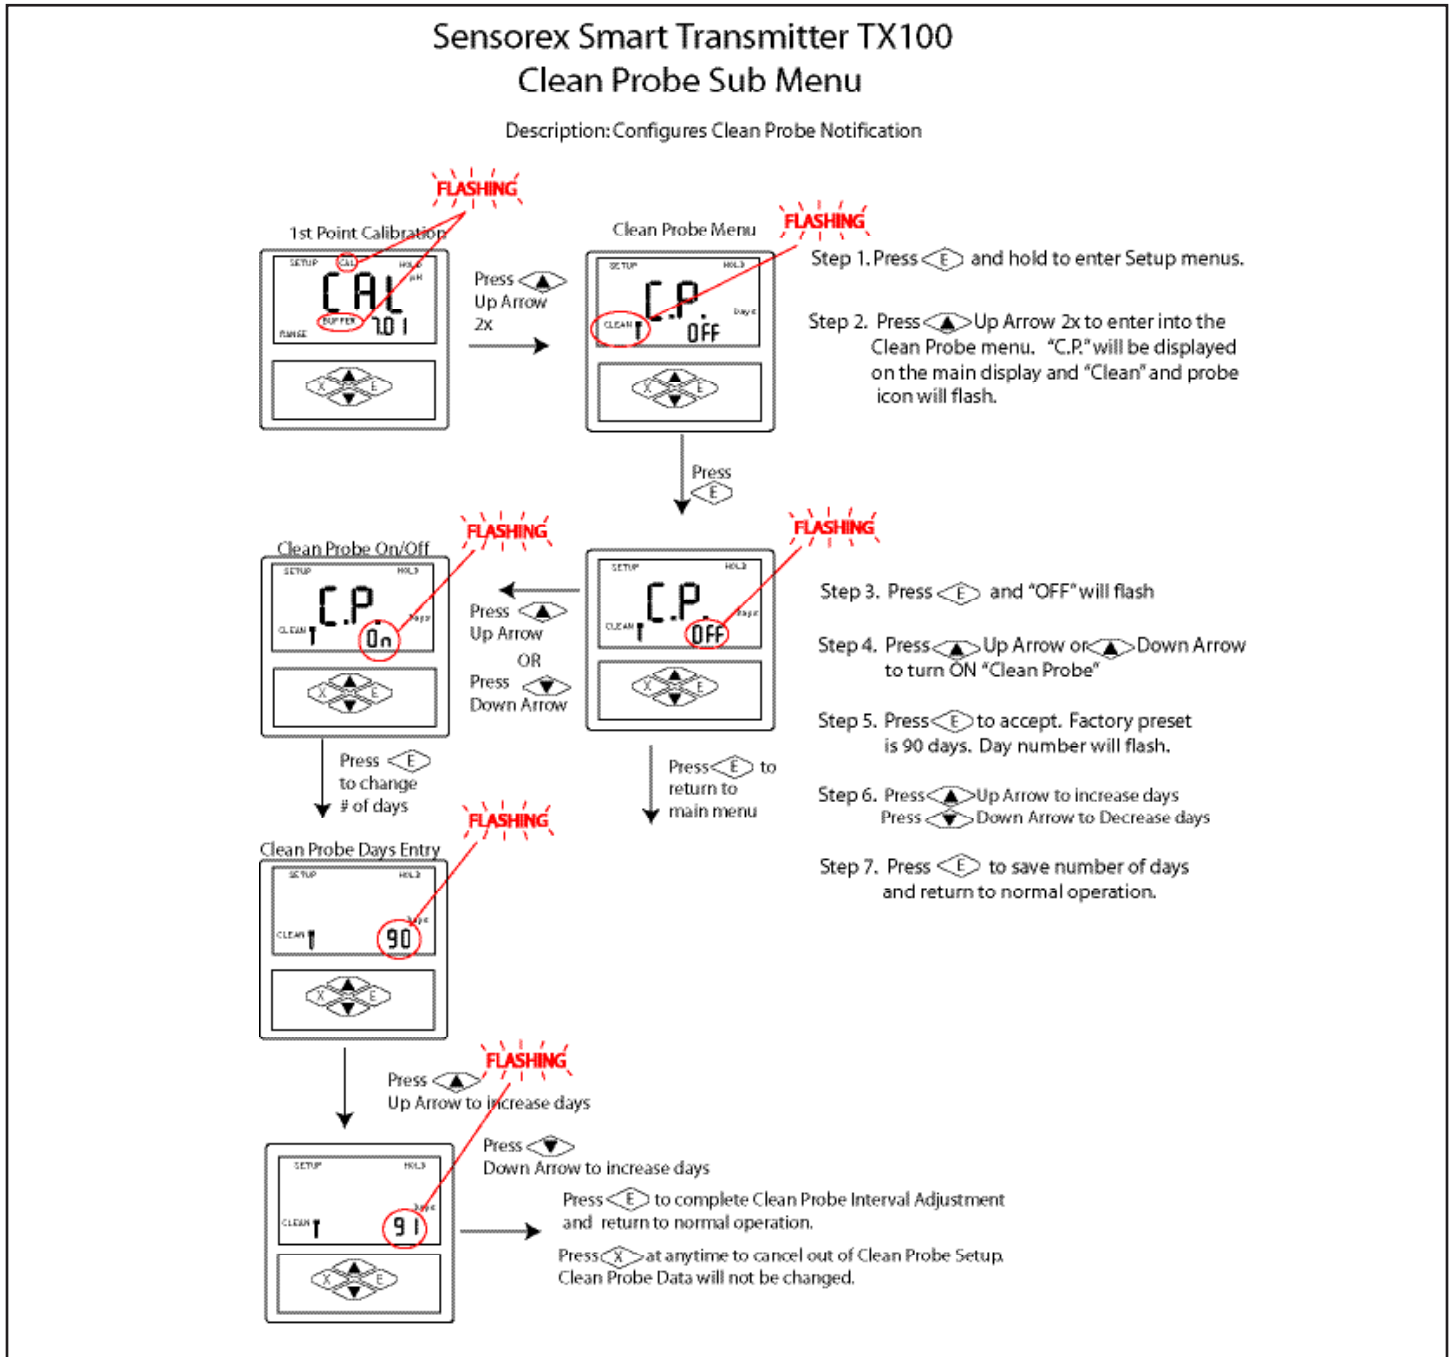 Sensorex Smart Transmitter TX100
Clean Probe Sub Menu
Description: Configures Clean Probe Notification
FLASHING
1st Point Calibration
SETUP CAL HOLD
pH
CAL
BUFFER 7.01
RANGE
X E
Press
Up Arrow
2x
FLASHING
Clean Probe Menu
SETUP HOLD
C.P.
Days
CLEAN OFF
X E
Step 1. Press E and hold to enter Setup menus.
Step 2. Press Up Arrow 2x to enter into the
Clean Probe menu. "C.P." will be displayed
on the main display and "Clean" and probe
icon will flash.
Press
E
FLASHING
Clean Probe On/Off
SETUP HOLD
C.P.
Days
CLEAN On
X E
Press
Up Arrow
OR
Press
Down Arrow
FLASHING
SETUP HOLD
C.P.
Days
CLEAN OFF
X E
Step 3. Press E and "OFF" will flash
Step 4. Press Up Arrow or Down Arrow
to turn ON "Clean Probe"
Step 5. Press E to accept. Factory preset
is 90 days. Day number will flash.
Step 6. Press Up Arrow to increase days
Press Down Arrow to Decrease days
Step 7. Press E to save number of days
and return to normal operation.
Press E
to change
# of days
Press E to
return to
main menu
FLASHING
Clean Probe Days Entry
SETUP HOLD
Days
CLEAN 90
X E
FLASHING
Press
Up Arrow to increase days
Press
Down Arrow to increase days
SETUP HOLD
Days
CLEAN 91
X E
Press E to complete Clean Probe Interval Adjustment
and return to normal operation.
Press X at anytime to cancel out of Clean Probe Setup.
Clean Probe Data will not be changed.